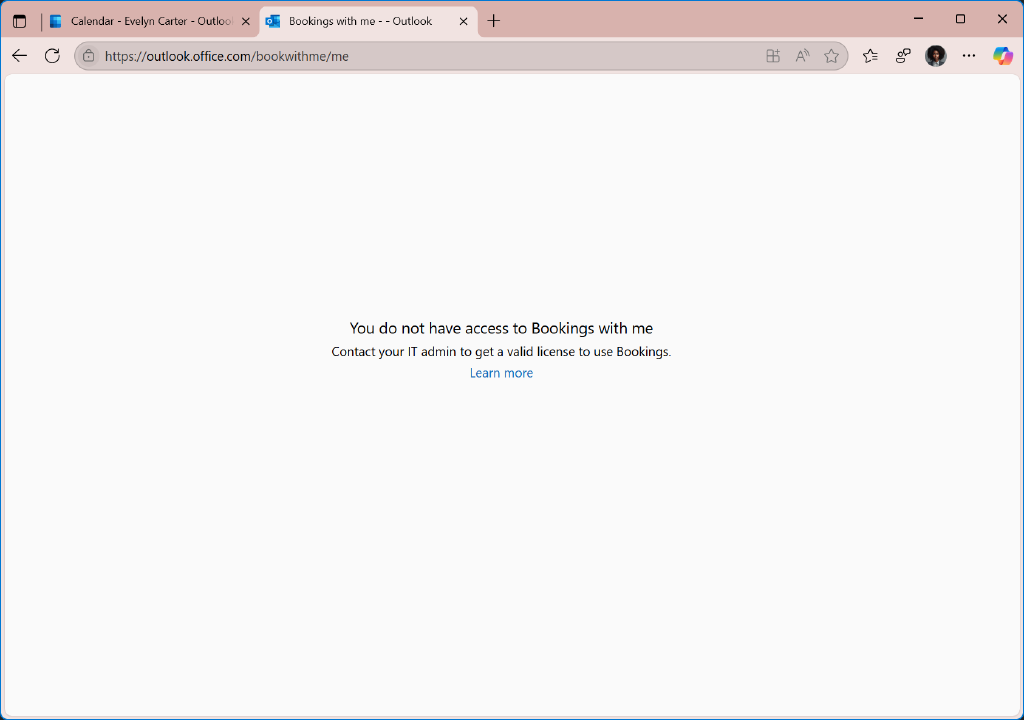 Calendar - Evelyn Carter - Outloo
Bookings with me - - Outlook
https://outlook.office.com/bookwithme/me
You do not have access to Bookings with me
Contact your IT admin to get a valid license to use Bookings.
Learn more